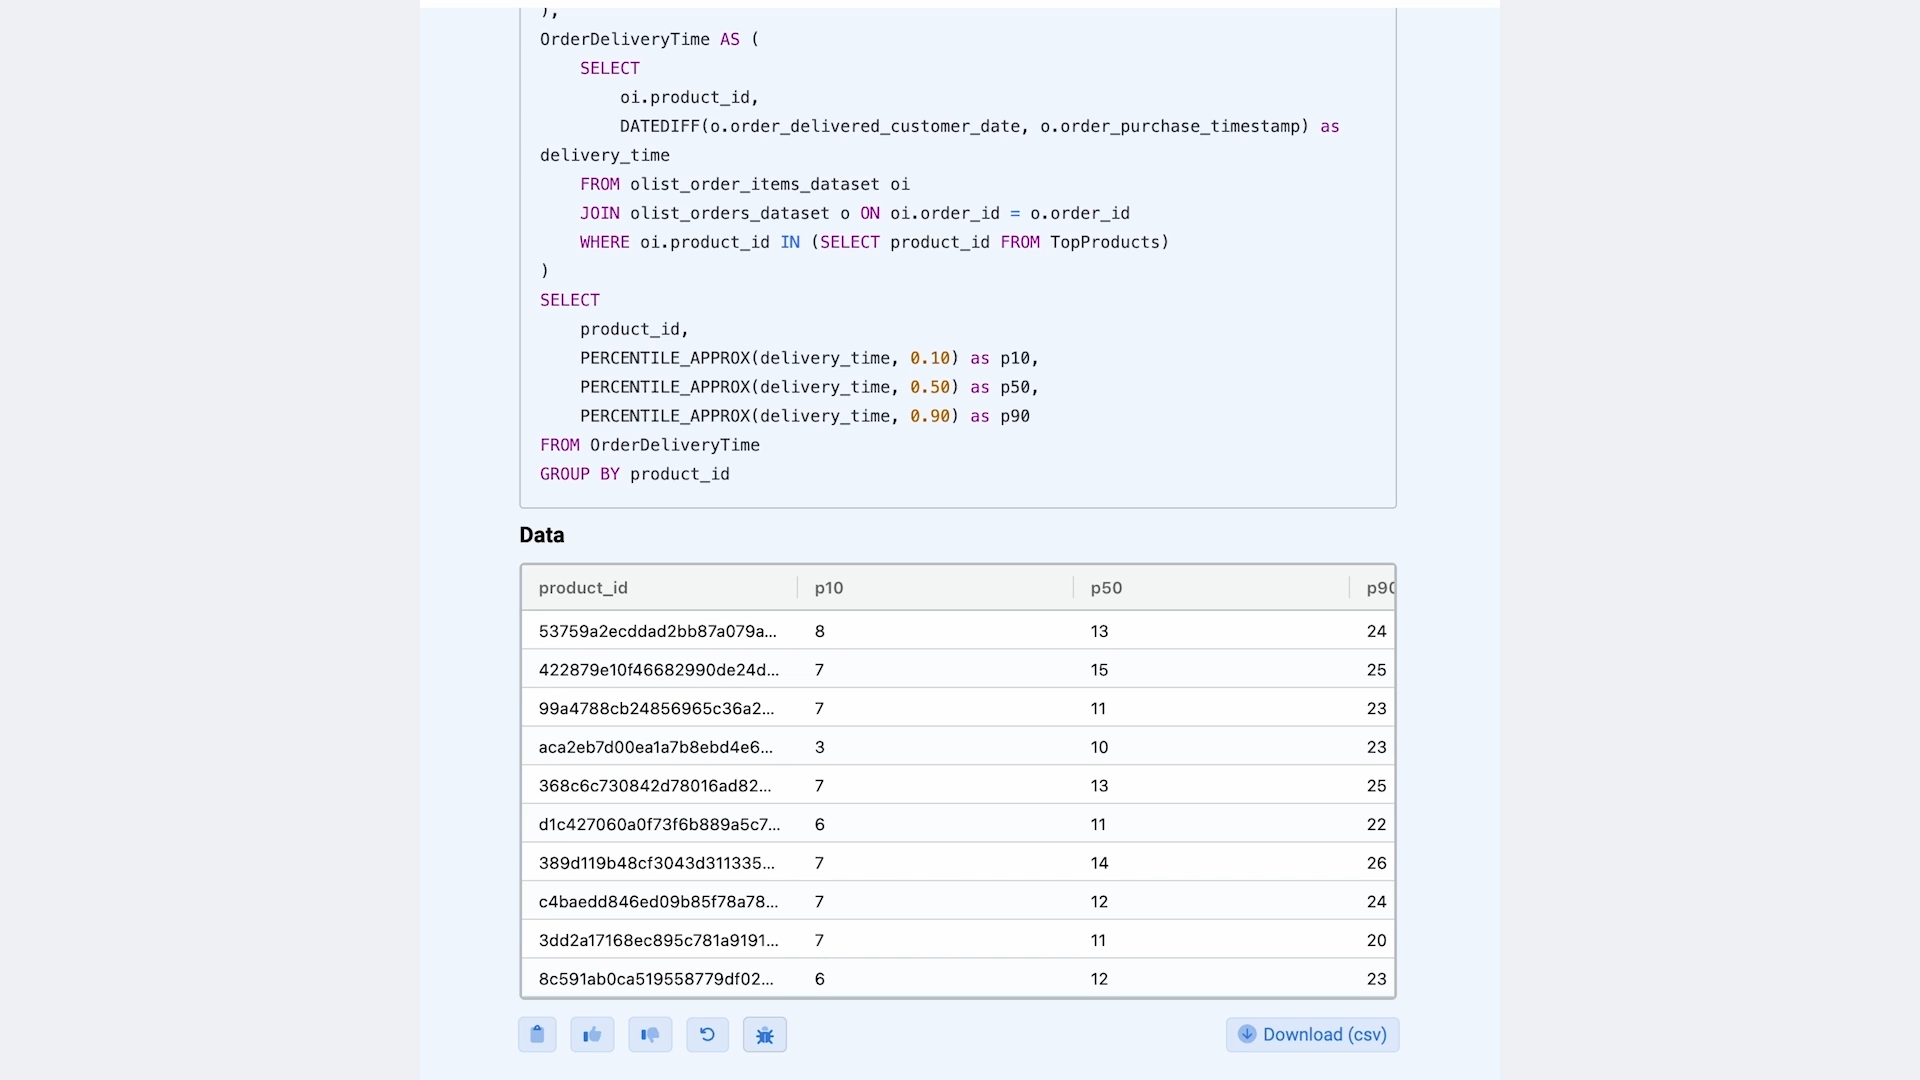 ),
OrderDeliveryTime AS (
SELECT
oi.product_id,
DATEDIFF(o.order_delivered_customer_date, o.order_purchase_timestamp) as
delivery_time
FROM olist_order_items_dataset oi
JOIN olist_orders_dataset o ON oi.order_id = o.order_id
WHERE oi.product_id IN (SELECT product_id FROM TopProducts)
)
SELECT
product_id,
PERCENTILE_APPROX(delivery_time, 0.10) as p10,
PERCENTILE_APPROX(delivery_time, 0.50) as p50,
PERCENTILE_APPROX(delivery_time, 0.90) as p90
FROM OrderDeliveryTime
GROUP BY product_id
Data
product_id p10 p50 p90
53759a2ecddad2bb87a079a... 8 13 24
422879e10f46682990de24d... 7 15 25
99a4788cb24856965c36a2... 7 11 23
aca2eb7d00ea1a7b8ebd4e6... 3 10 23
368c6c730842d78016ad82... 7 13 25
d1c427060a0f73f6b889a5c7... 6 11 22
389d119b48cf3043d311335... 7 14 26
c4baedd846ed09b85f78a78... 7 12 24
3dd2a17168ec895c781a9191... 7 11 20
8c591ab0ca519558779df02... 6 12 23
Download (csv)